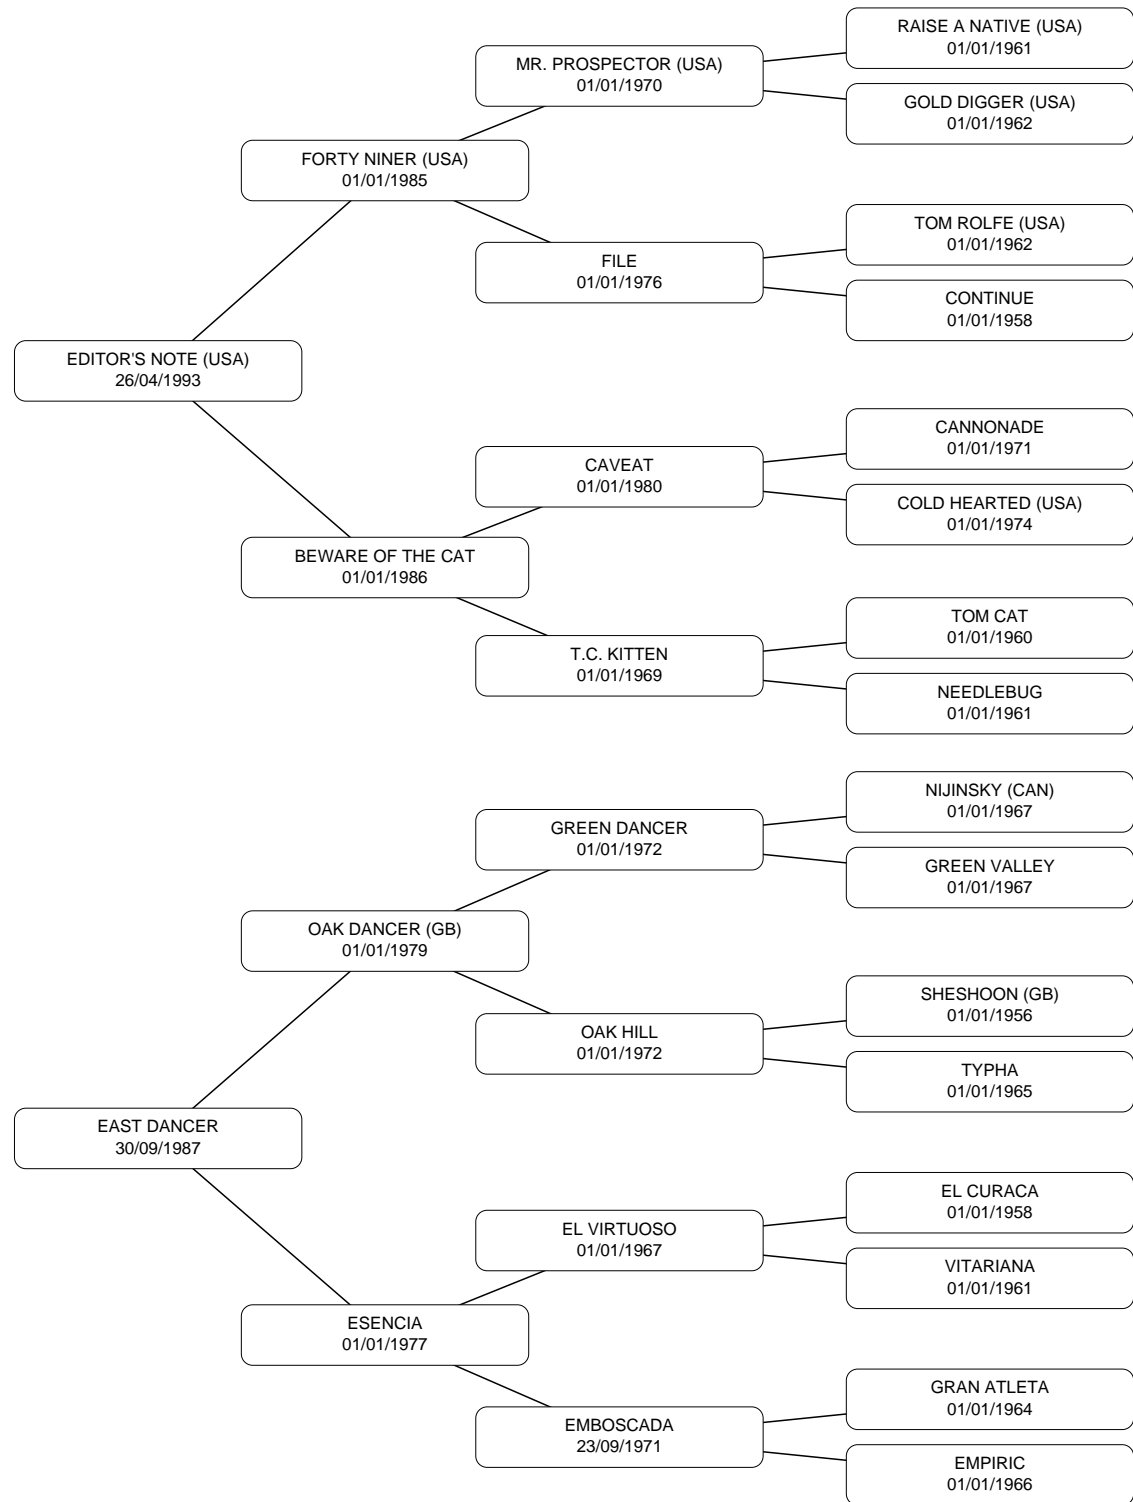 RAISE A NATIVE (USA)
01/01/1961
MR. PROSPECTOR (USA)
01/01/1970
GOLD DIGGER (USA)
01/01/1962
FORTY NINER (USA)
01/01/1985
TOM ROLFE (USA)
01/01/1962
FILE
01/01/1976
CONTINUE
01/01/1958
EDITOR'S NOTE (USA)
26/04/1993
CANNONADE
01/01/1971
CAVEAT
01/01/1980
COLD HEARTED (USA)
01/01/1974
BEWARE OF THE CAT
01/01/1986
TOM CAT
01/01/1960
T.C. KITTEN
01/01/1969
NEEDLEBUG
01/01/1961
NIJINSKY (CAN)
01/01/1967
GREEN DANCER
01/01/1972
GREEN VALLEY
01/01/1967
OAK DANCER (GB)
01/01/1979
SHESHOON (GB)
01/01/1956
OAK HILL
01/01/1972
TYPHA
01/01/1965
EAST DANCER
30/09/1987
EL CURACA
01/01/1958
EL VIRTUOSO
01/01/1967
VITARIANA
01/01/1961
ESENCIA
01/01/1977
GRAN ATLETA
01/01/1964
EMBOSCADA
23/09/1971
EMPIRIC
01/01/1966